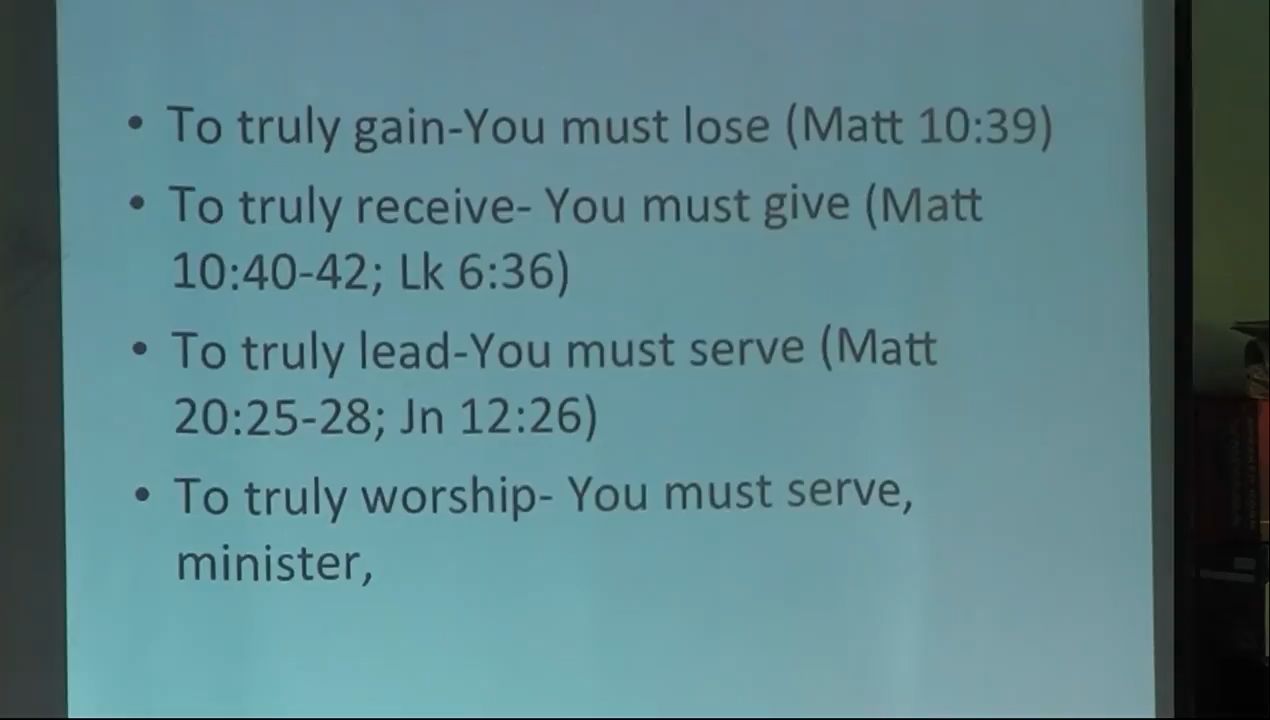 • To truly gain-You must lose (Matt 10:39)
• To truly receive- You must give (Matt
10:40-42; Lk 6:36)
• To truly lead-You must serve (Matt
20:25-28; Jn 12:26)
• To truly worship- You must serve,
minister,